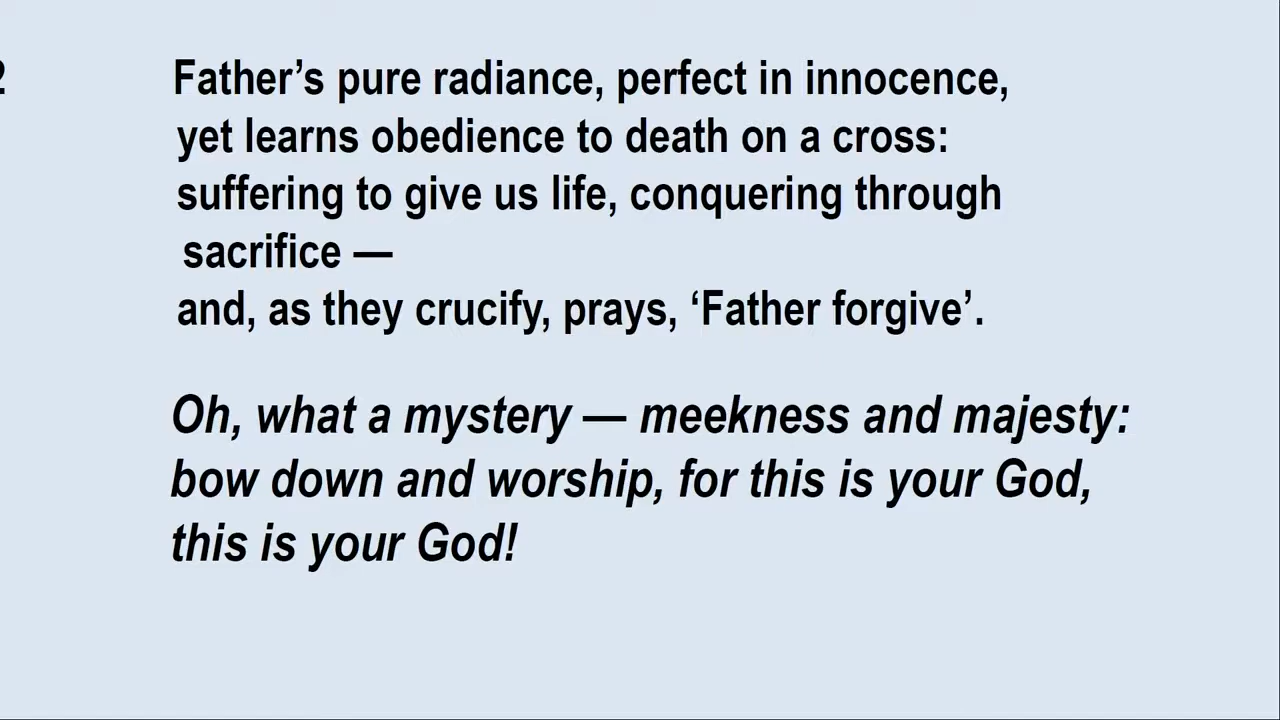 2 Father’s pure radiance, perfect in innocence,
yet learns obedience to death on a cross:
suffering to give us life, conquering through
sacrifice —
and, as they crucify, prays, ‘Father forgive’.
Oh, what a mystery — meekness and majesty:
bow down and worship, for this is your God,
this is your God!